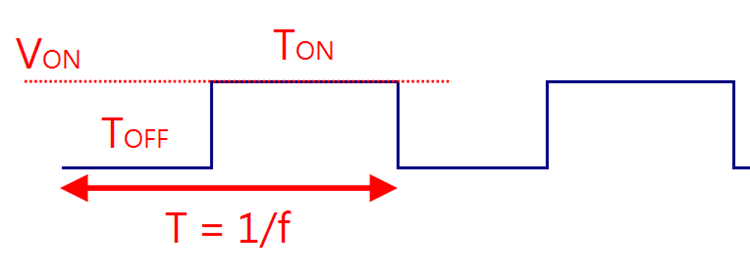 TON
VON
TOFF
T = 1/f